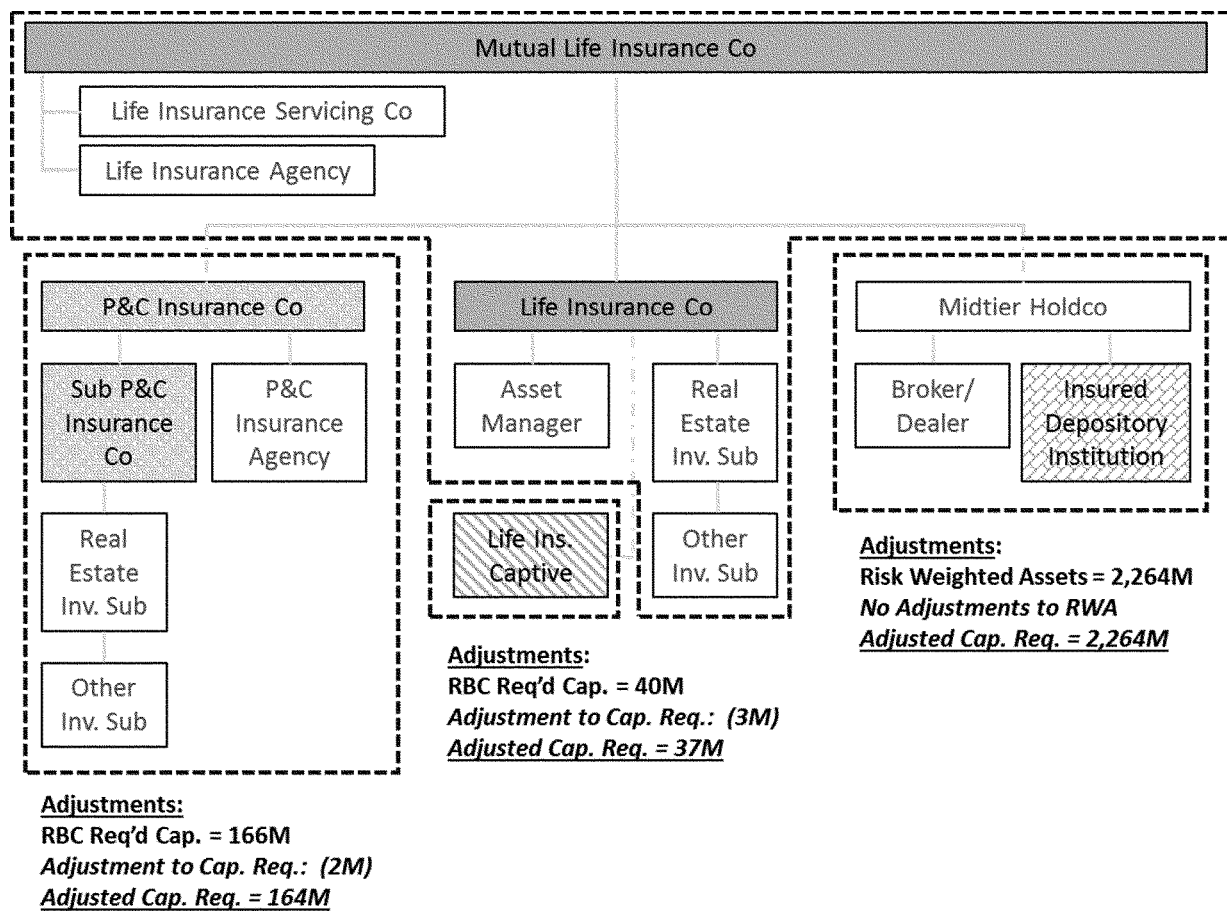 Mutual Life Insurance Co
Life Insurance Servicing Co
Life Insurance Agency
P&C Insurance Co
Sub P&C
Insurance
Co
P&C
Insurance
Agency
Real
Estate
Inv. Sub
Other
Inv. Sub
Adjustments:
RBC Req'd Cap. = 166M
Adjustment to Cap. Req.: (2M)
Adjusted Cap. Req. = 164M
Life Insurance Co
Asset
Manager
Real
Estate
Inv. Sub
Life Ins.
Captive
Other
Inv. Sub
Adjustments:
RBC Req'd Cap. = 40M
Adjustment to Cap. Req.: (3M)
Adjusted Cap. Req. = 37M
Midtier Holdco
Broker/
Dealer
Insured
Depository
Institution
Adjustments:
Risk Weighted Assets = 2,264M
No Adjustments to RWA
Adjusted Cap. Req. = 2,264M